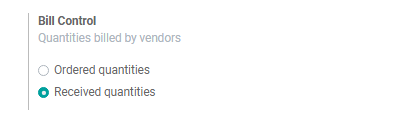 Bill Control
Quantities billed by vendors
Ordered quantities
Received quantities